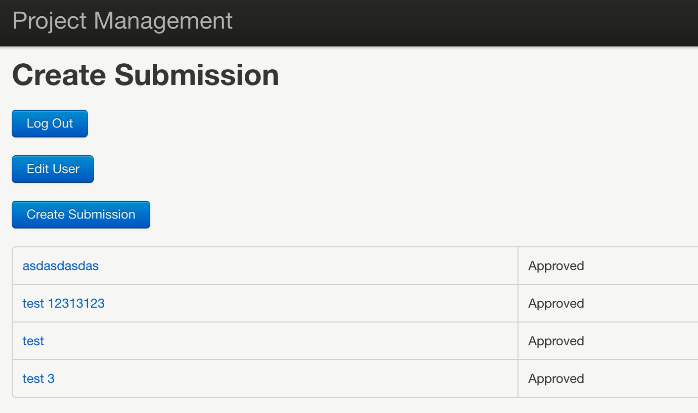 Project Management
Create Submission
Log Out
Edit User
Create Submission
asdasdasdas Approved
test 12313123 Approved
test Approved
test 3 Approved